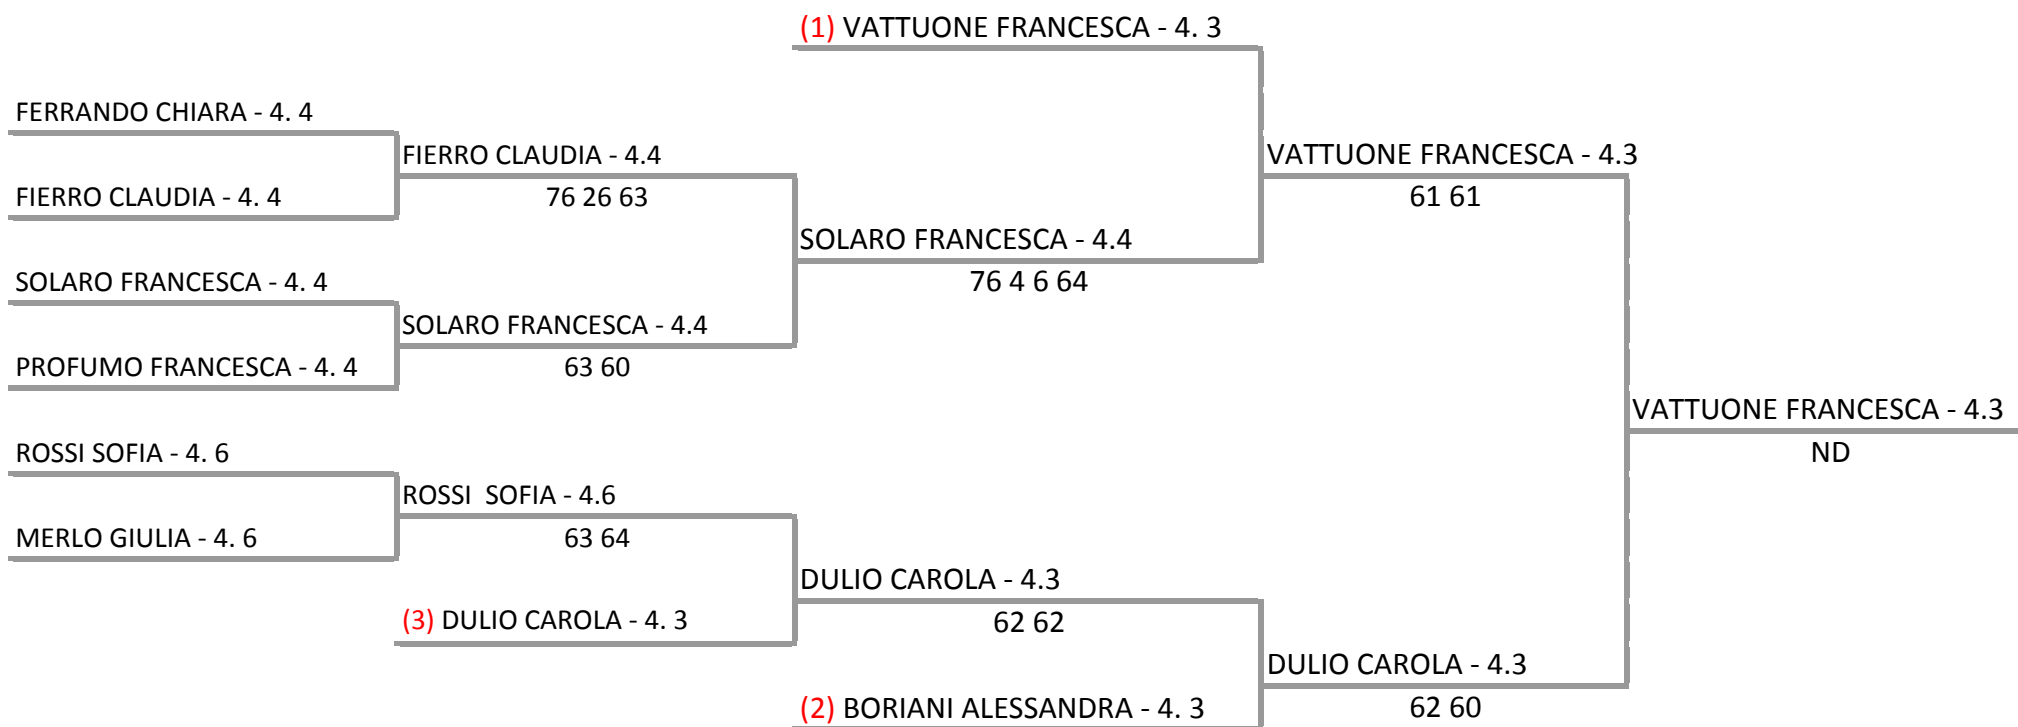 (1) VATTUONE FRANCESCA - 4. 3
FERRANDO CHIARA - 4. 4
FIERRO CLAUDIA - 4.4
VATTUONE FRANCESCA - 4.3
FIERRO CLAUDIA - 4. 4
76 26 63
61 61
SOLARO FRANCESCA - 4.4
SOLARO FRANCESCA - 4. 4
76 4 6 64
SOLARO FRANCESCA - 4.4
PROFUMO FRANCESCA - 4. 4
63 60
VATTUONE FRANCESCA - 4.3
ROSSI SOFIA - 4. 6
ND
ROSSI  SOFIA - 4.6
MERLO GIULIA - 4. 6
63 64
DULIO CAROLA - 4.3
(3) DULIO CAROLA - 4. 3
62 62
DULIO CAROLA - 4.3
(2) BORIANI ALESSANDRA - 4. 3
62 60